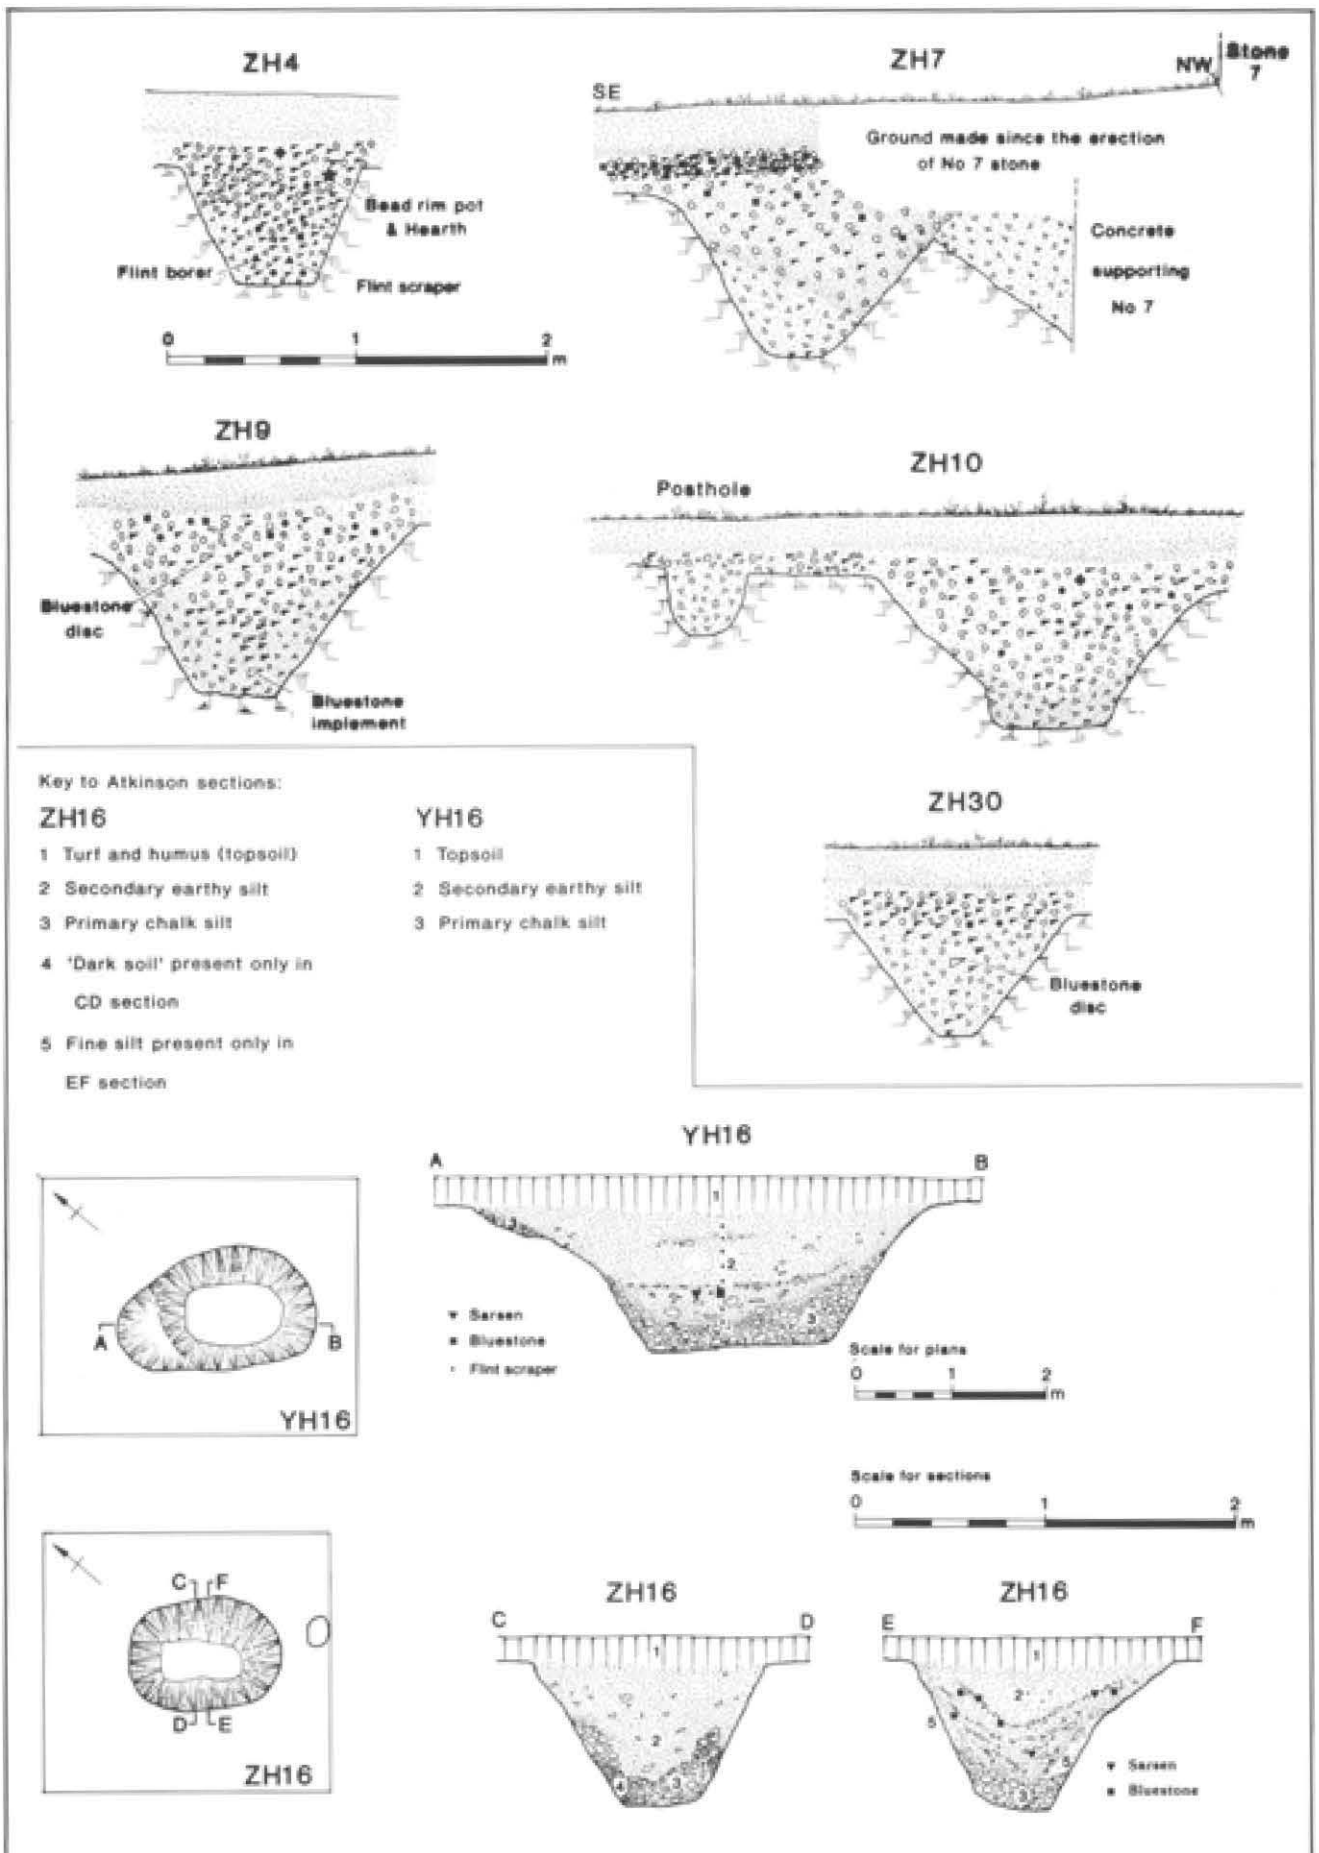 ZH4
Bead rim pot
& Hearth
Flint borer
Flint scraper
0 1 2 m
ZH7
SE
NW
Stone
7
Ground made since the erection
of No 7 stone
Concrete
supporting
No 7
ZH9
Bluestone
disc
Bluestone
implement
ZH10
Posthole
Key to Atkinson sections:
ZH16
1 Turf and humus (topsoil)
2 Secondary earthy silt
3 Primary chalk silt
4 'Dark soil' present only in
CD section
5 Fine silt present only in
EF section
YH16
1 Topsoil
2 Secondary earthy silt
3 Primary chalk silt
ZH30
Bluestone
disc
YH16
A B
1
3
2
3
Sarsen
Bluestone
Flint scraper
A B
YH16
Scale for plans
0 1 2 m
Scale for sections
0 1 2 m
C F
D E
ZH16
ZH16
C D
1
2
4 3
ZH16
E F
1
2
5
5
3
Sarsen
Bluestone